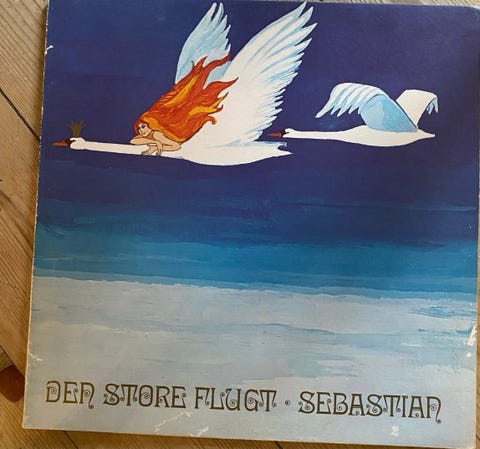 DEN STORE FLUGT · SEBASTIAN